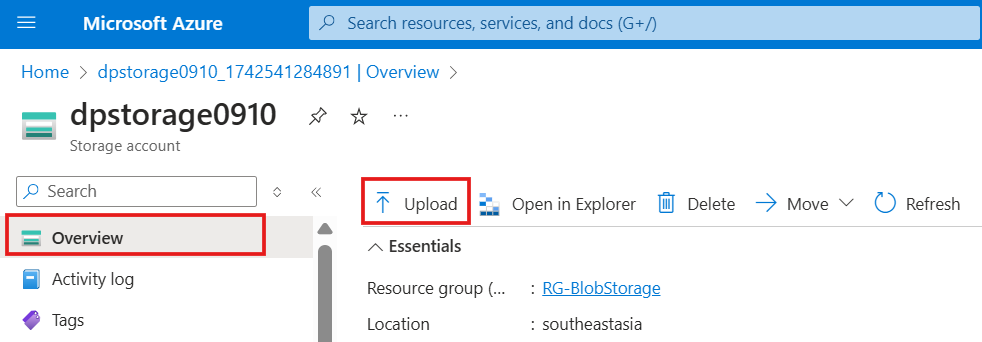 Microsoft Azure
Search resources, services, and docs (G+/)
Home > dpstorage0910_1742541284891 | Overview >
dpstorage0910 ...
Storage account
Search
Upload Open in Explorer Delete Move Refresh
Overview
Activity log
Tags
Essentials
Resource group (... : RG-BlobStorage
Location : southeastasia